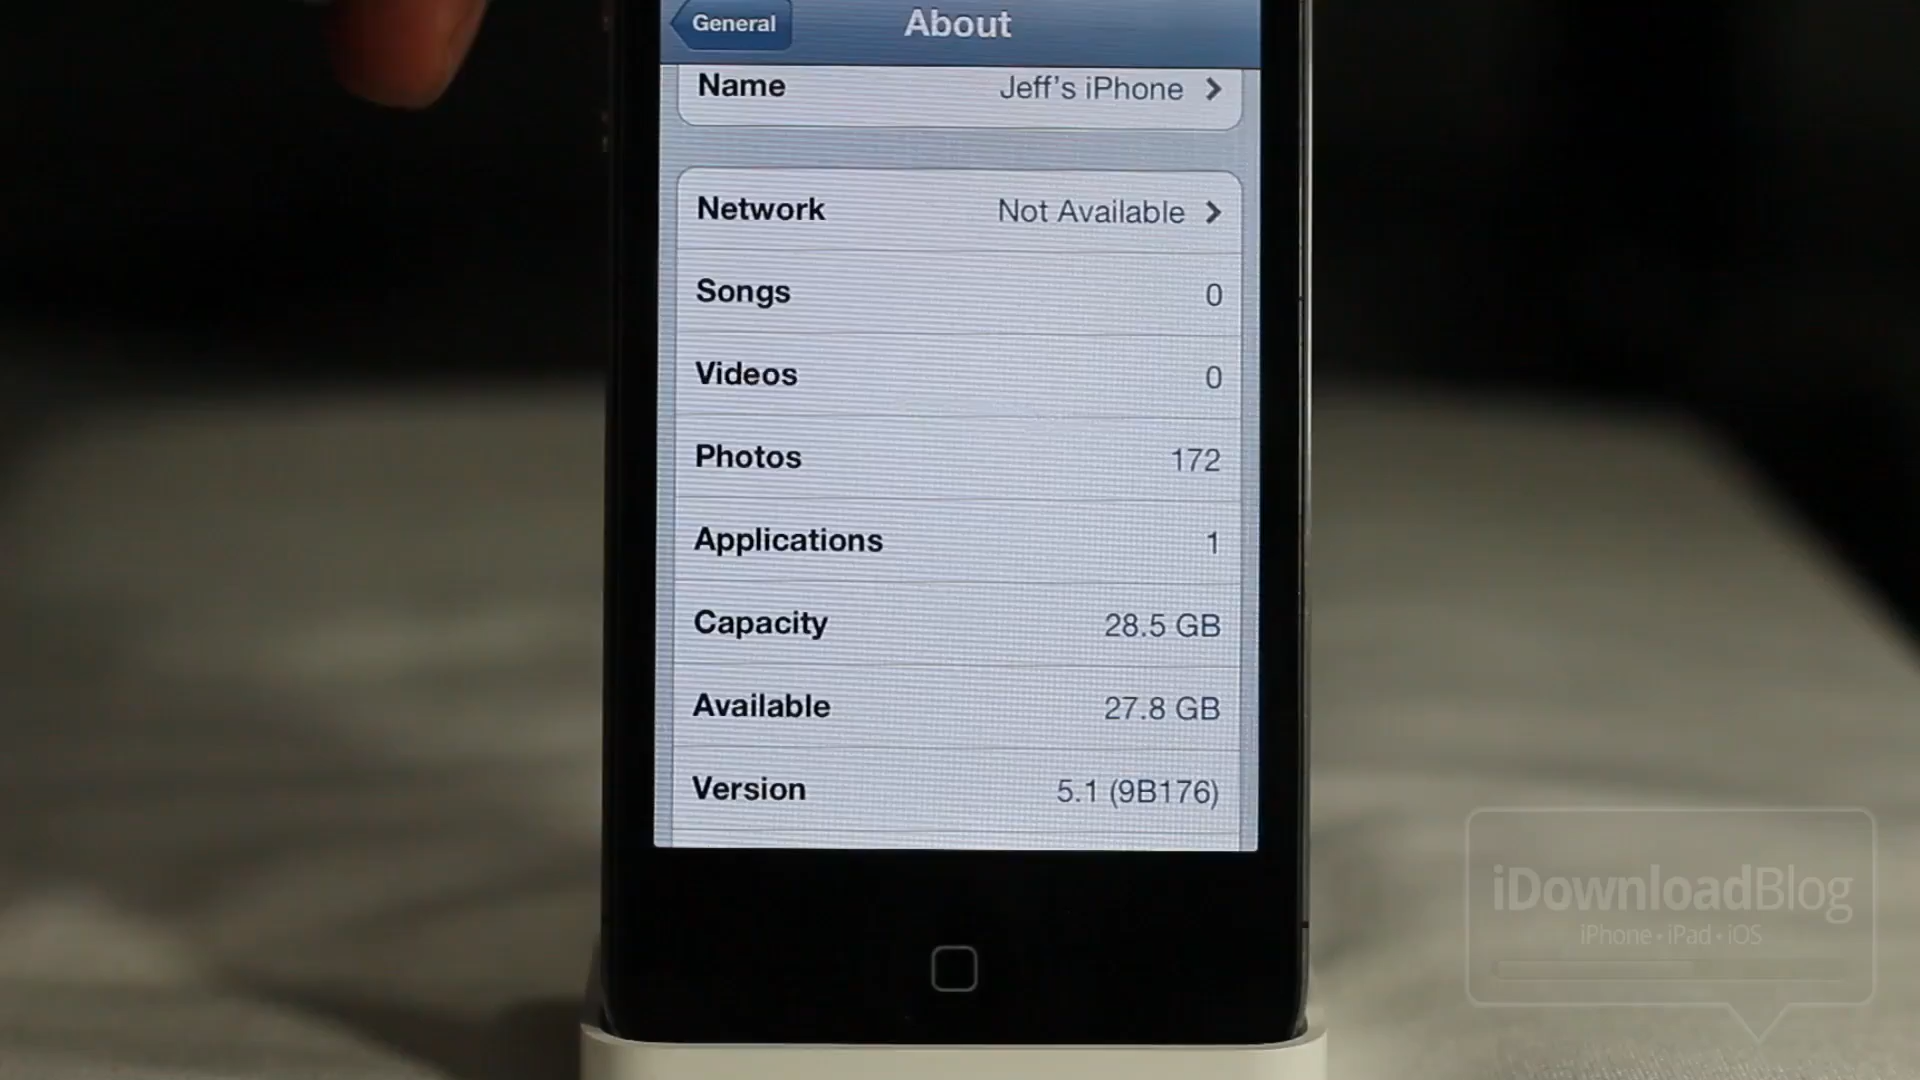 General
About
Name Jeff's iPhone
Network Not Available
Songs 0
Videos 0
Photos 172
Applications 1
Capacity 28.5 GB
Available 27.8 GB
Version 5.1 (9B176)
iDownloadBlog
iPhone • iPad • iOS